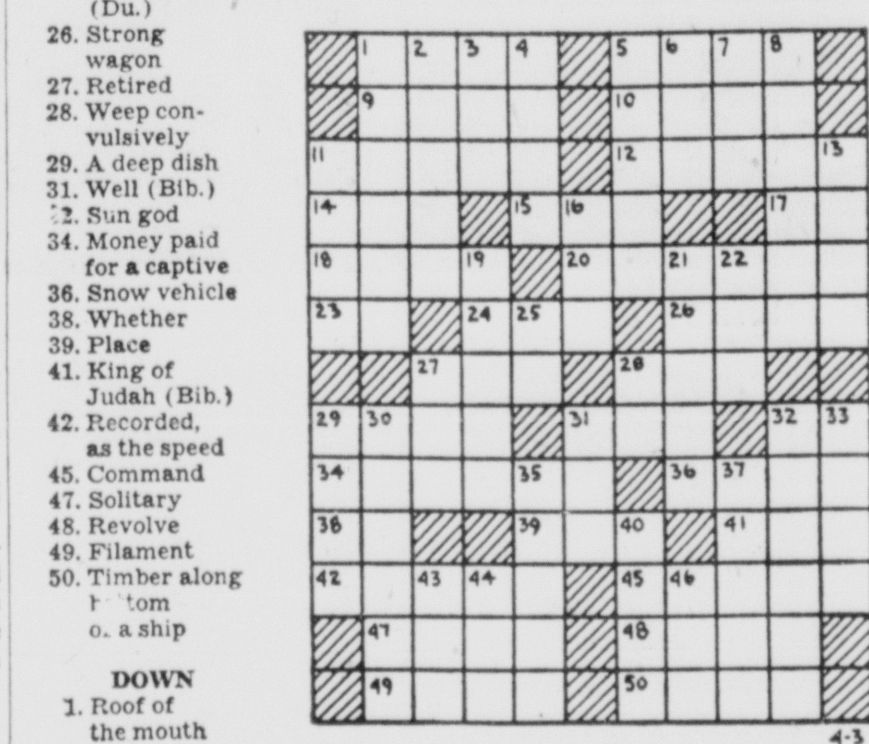 (Du.)
26. Strong
wagon
27. Retired
28. Weep con-
vulsively
29. A deep dish
31. Well (Bib.)
2. Sun god
34. Money paid
for a captive
36. Snow vehicle
38. Whether
39. Place
41. King of
Judah (Bib.)
42. Recorded,
as the speed
45. Command
47. Solitary
48. Revolve
49. Filament
50. Timber along
tom
o. a ship
DOWN
1. Roof of
the mouth
1 2 3 4 5 6 7 8
9 10
11 12 13
14 15 16 17
18 19 20 21 22
23 24 25 26
27 28
29 30 31 32 33
34 35 36 37
38 39 40 41
42 43 44 45 46
47 48
49 50
4-3